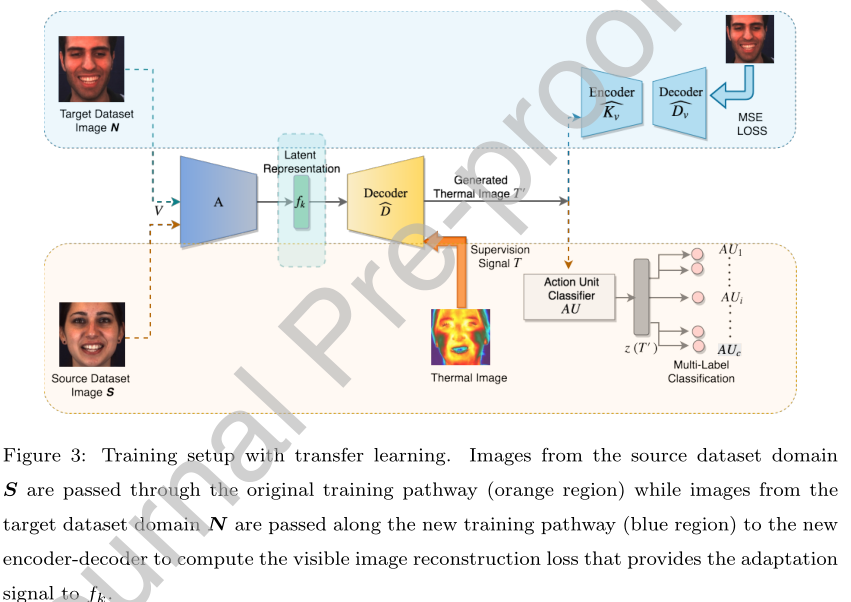 Target Dataset
Image N
Encoder
K̂ᵥ
Decoder
D̂ᵥ
MSE
LOSS
Latent
Representation
V
A
fₖ
Decoder
D̂
Generated
Thermal Image T′
Supervision
Signal T
Source Dataset
Image S
Thermal Image
Action Unit
Classifier
AU
z (T′)
AU₁
AUᵢ
AU꜀
Multi-Label
Classification
Figure 3: Training setup with transfer learning. Images from the source dataset domain
S are passed through the original training pathway (orange region) while images from the
target dataset domain N are passed along the new training pathway (blue region) to the new
encoder-decoder to compute the visible image reconstruction loss that provides the adaptation
signal to fₖ.
urnal Pre-proo